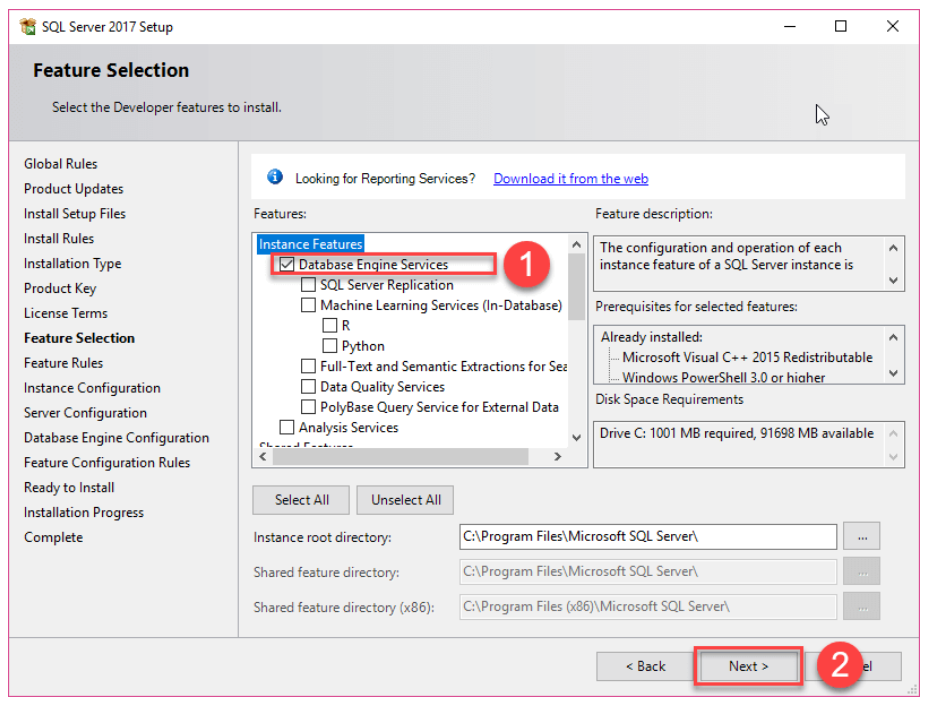 SQL Server 2017 Setup
Feature Selection
Select the Developer features to install.
Global Rules
Product Updates
Install Setup Files
Install Rules
Installation Type
Product Key
License Terms
Feature Selection
Feature Rules
Instance Configuration
Server Configuration
Database Engine Configuration
Feature Configuration Rules
Ready to Install
Installation Progress
Complete
Looking for Reporting Services? Download it from the web
Features:
Instance Features
Database Engine Services
1
SQL Server Replication
Machine Learning Services (In-Database)
R
Python
Full-Text and Semantic Extractions for Sea
Data Quality Services
PolyBase Query Service for External Data
Analysis Services
Shared Features
Feature description:
The configuration and operation of each
instance feature of a SQL Server instance is
Prerequisites for selected features:
Already installed:
Microsoft Visual C++ 2015 Redistributable
Windows PowerShell 3.0 or higher
Disk Space Requirements
Drive C: 1001 MB required, 91698 MB available
Select All
Unselect All
Instance root directory: C:\Program Files\Microsoft SQL Server\ ...
Shared feature directory: C:\Program Files\Microsoft SQL Server\ ...
Shared feature directory (x86): C:\Program Files (x86)\Microsoft SQL Server\ ...
< Back
Next >
2
el